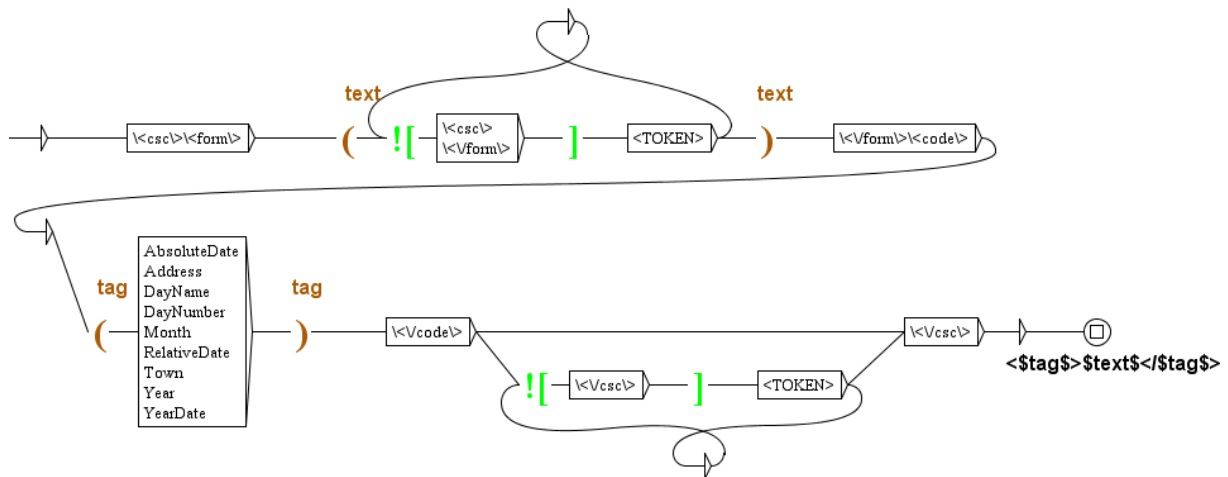 text text
\<csc\>\<form\> ( ![ \<csc\> ] <TOKEN> ) \<\/form\>\<code\>
\<\/form\>
AbsoluteDate
Address
tag DayName tag
DayNumber
( Month ) \<\/code\> \<\/csc\>
RelativeDate
Town <$tag$>$text$</$tag$>
Year ![ \<\/csc\> ] <TOKEN>
YearDate